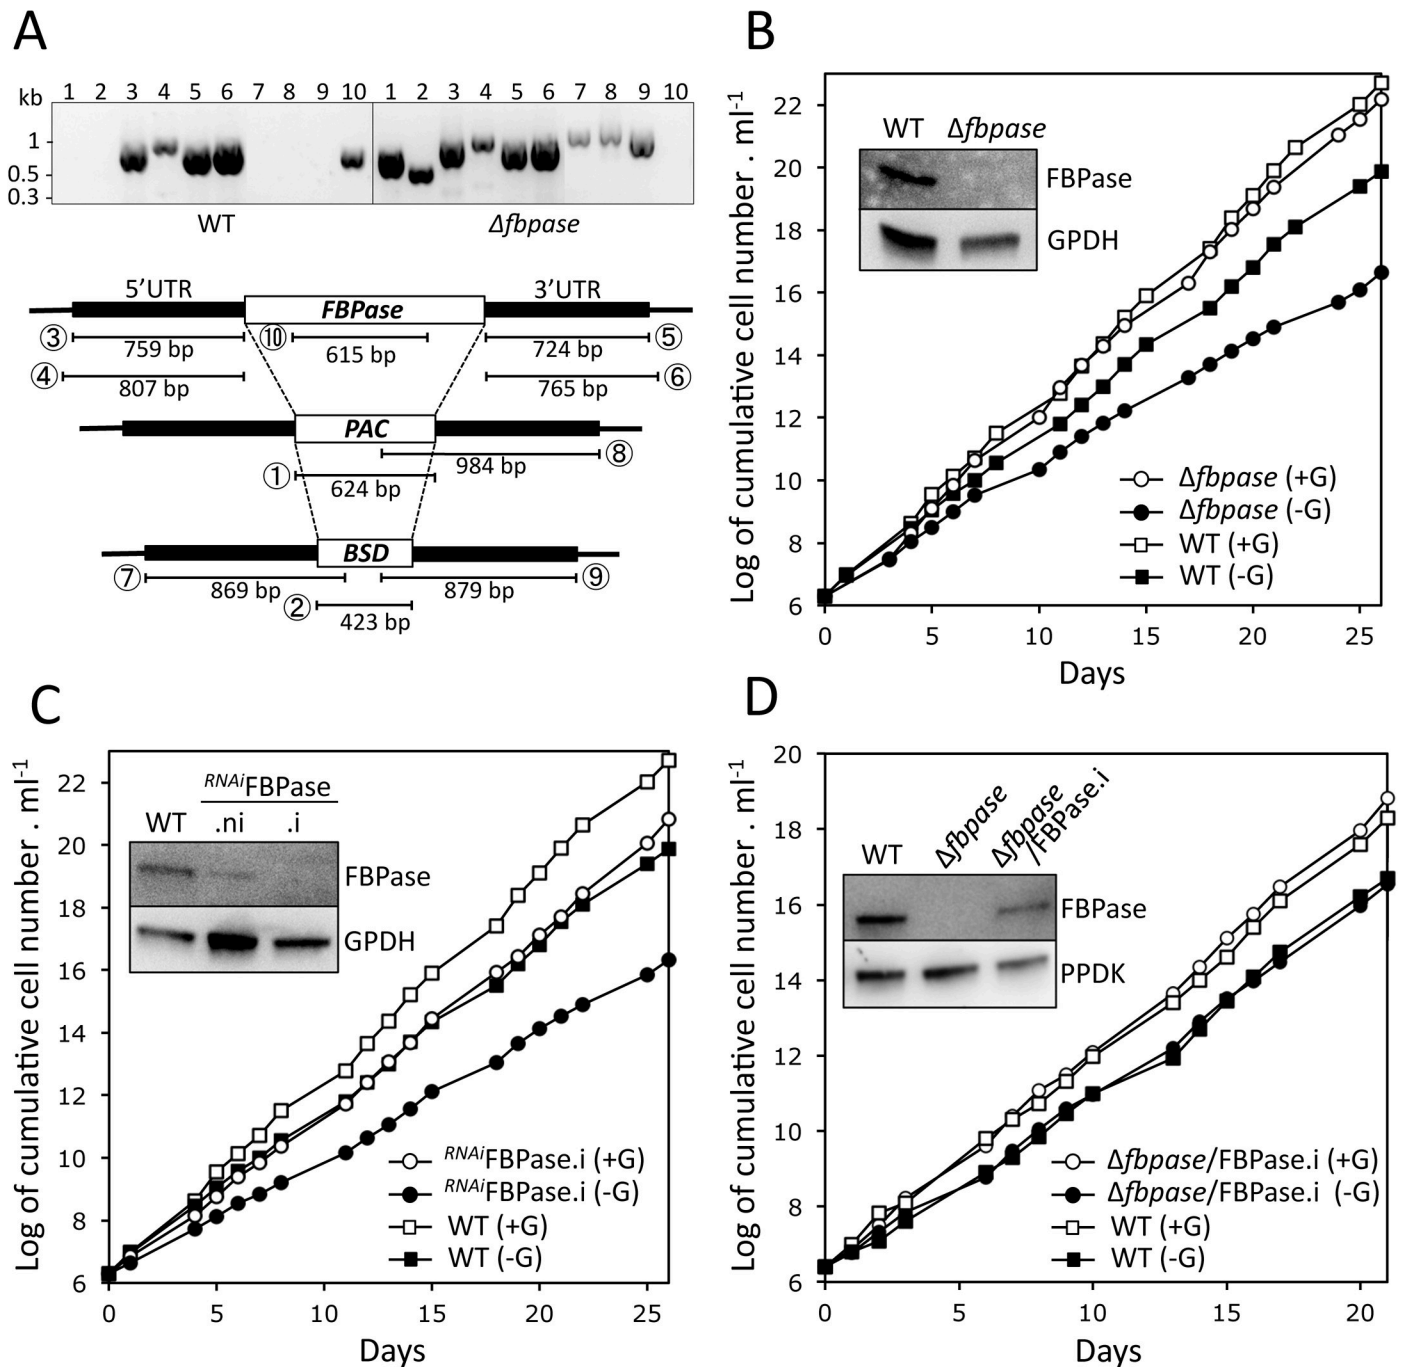 A
kb 1 2 3 4 5 6 7 8 9 10 1 2 3 4 5 6 7 8 9 10
1
0.5
0.3
WT Δfbpase
5’UTR FBPase 3’UTR
③ 759 bp ⑩ 615 bp 724 bp ⑤
④ 807 bp 765 bp ⑥
PAC
984 bp ⑧
① 624 bp
BSD
⑦ 869 bp 879 bp ⑨
② 423 bp
B
Log of cumulative cell number . ml-1
22
20
18
16
14
12
10
8
6
WT Δfbpase
FBPase
GPDH
Δfbpase (+G)
Δfbpase (-G)
WT (+G)
WT (-G)
0 5 10 15 20 25
Days
C
Log of cumulative cell number . ml-1
22
20
18
16
14
12
10
8
6
RNAiFBPase
WT .ni .i
FBPase
GPDH
RNAiFBPase.i (+G)
RNAiFBPase.i (-G)
WT (+G)
WT (-G)
0 5 10 15 20 25
Days
D
Log of cumulative cell number . ml-1
20
18
16
14
12
10
8
6
WT Δfbpase Δfbpase
/FBPase.i
FBPase
PPDK
Δfbpase/FBPase.i (+G)
Δfbpase/FBPase.i (-G)
WT (+G)
WT (-G)
0 5 10 15 20
Days